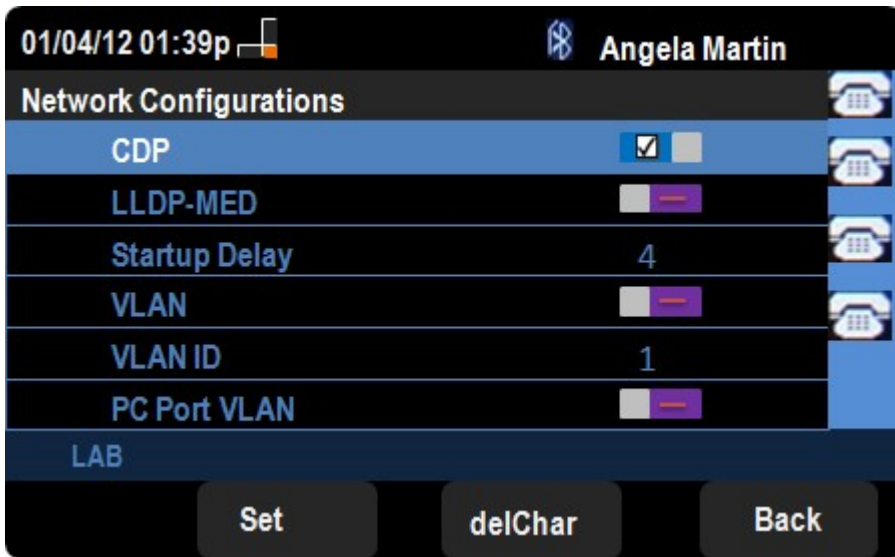 01/04/12 01:39p Angela Martin
Network Configurations
CDP
LLDP-MED
Startup Delay 4
VLAN
VLAN ID 1
PC Port VLAN
LAB
Set delChar Back